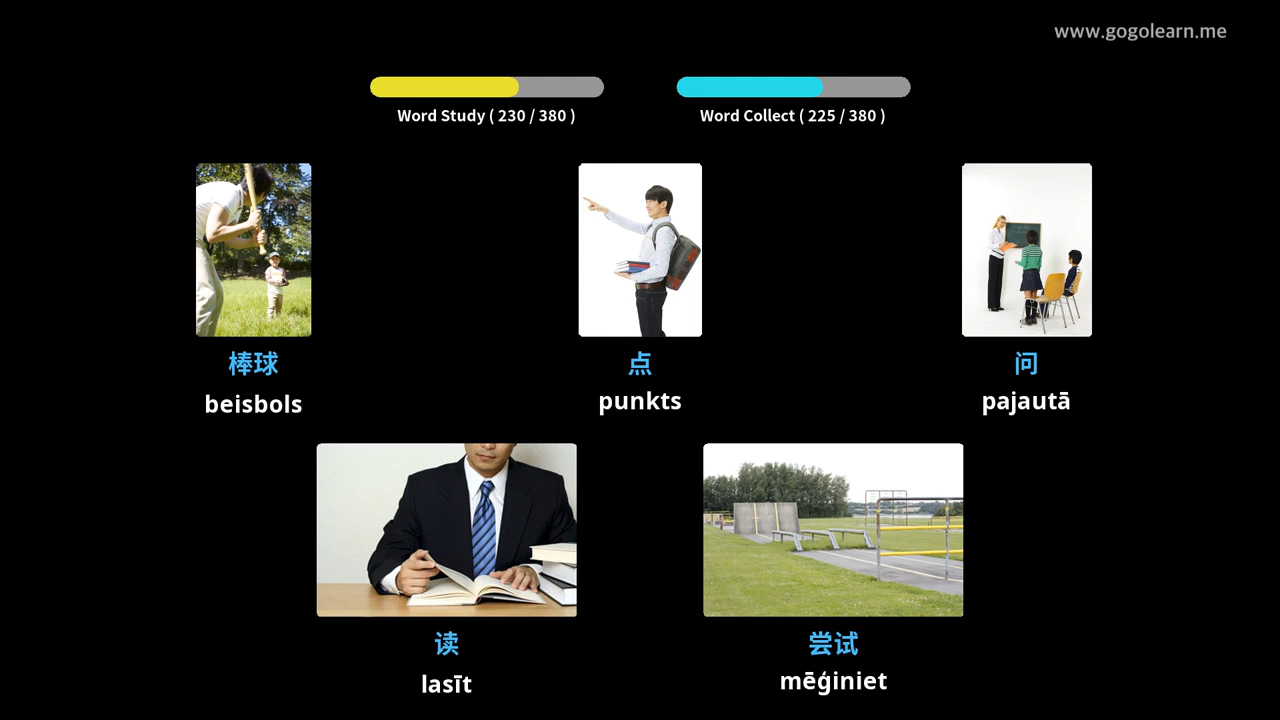 www.gogolearn.me
Word Study ( 230 / 380 )
Word Collect ( 225 / 380 )
棒球
beisbols
点
punkts
问
pajautā
读
lasīt
尝试
mēģiniet